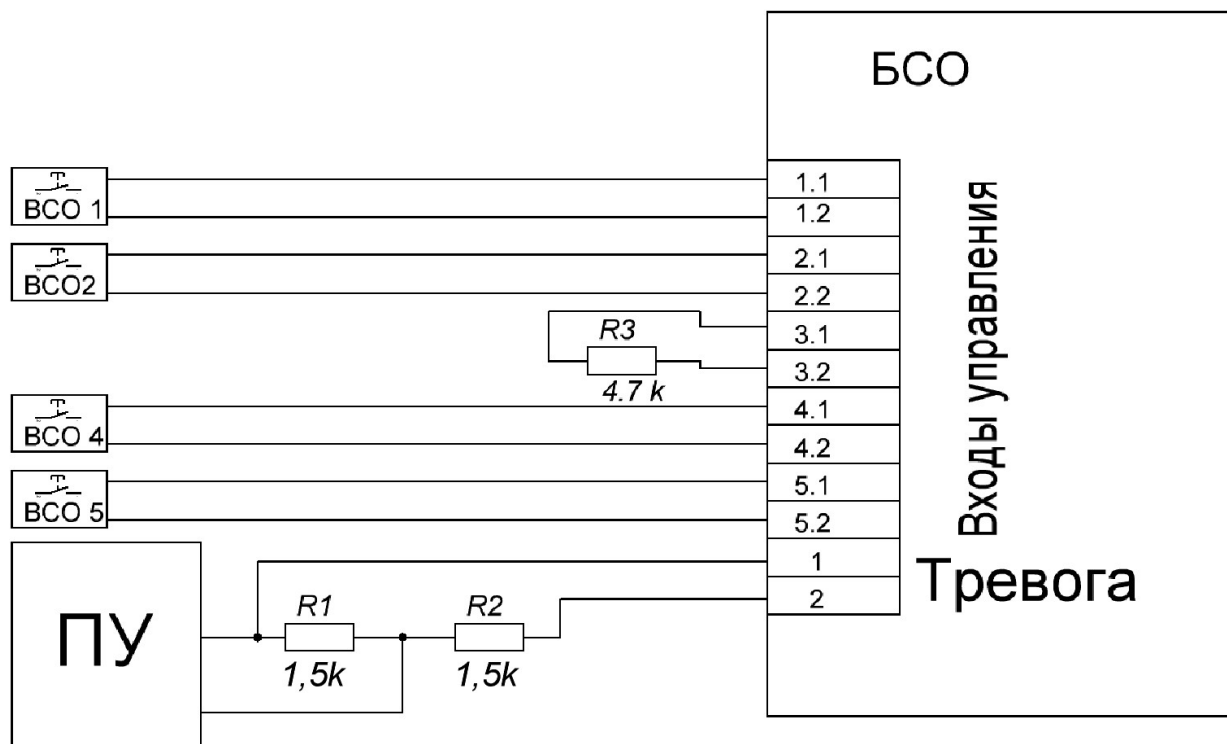 БСО
ВСО 1
ВСО2
ВСО 4
ВСО 5
ПУ
R3
4.7 k
R1
1,5k
R2
1,5k
1.1
1.2
2.1
2.2
3.1
3.2
4.1
4.2
5.1
5.2
1
2
Входы управления
Тревога